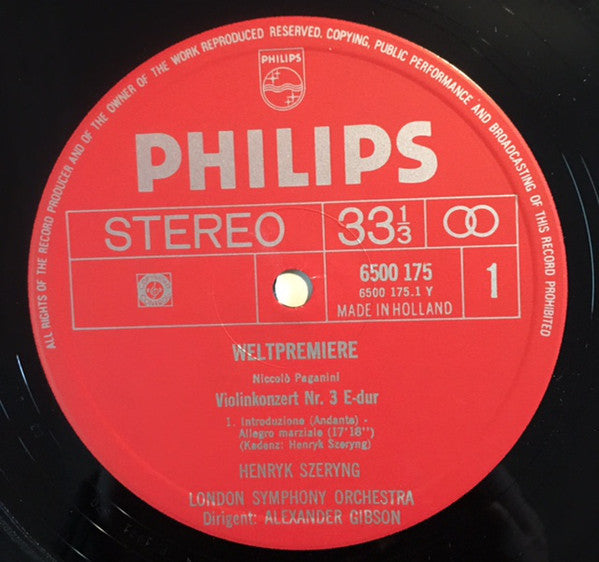 ALL RIGHTS OF THE RECORD PRODUCER AND OF THE OWNER OF THE WORK REPRODUCED RESERVED. COPYING, PUBLIC PERFORMANCE AND BROADCASTING OF THIS RECORD PROHIBITED
PHILIPS
PHILIPS
STEREO 33 1/3
6500 175
6500 175.1 Y
MADE IN HOLLAND
1
WELTPREMIERE
Niccolò Paganini
Violinkonzert Nr. 3 E-dur
1. Introduzione (Andante) -
Allegro marziale (17'18")
(Kadenz: Henryk Szeryng)
HENRYK SZERYNG
LONDON SYMPHONY ORCHESTRA
Dirigent: ALEXANDER GIBSON